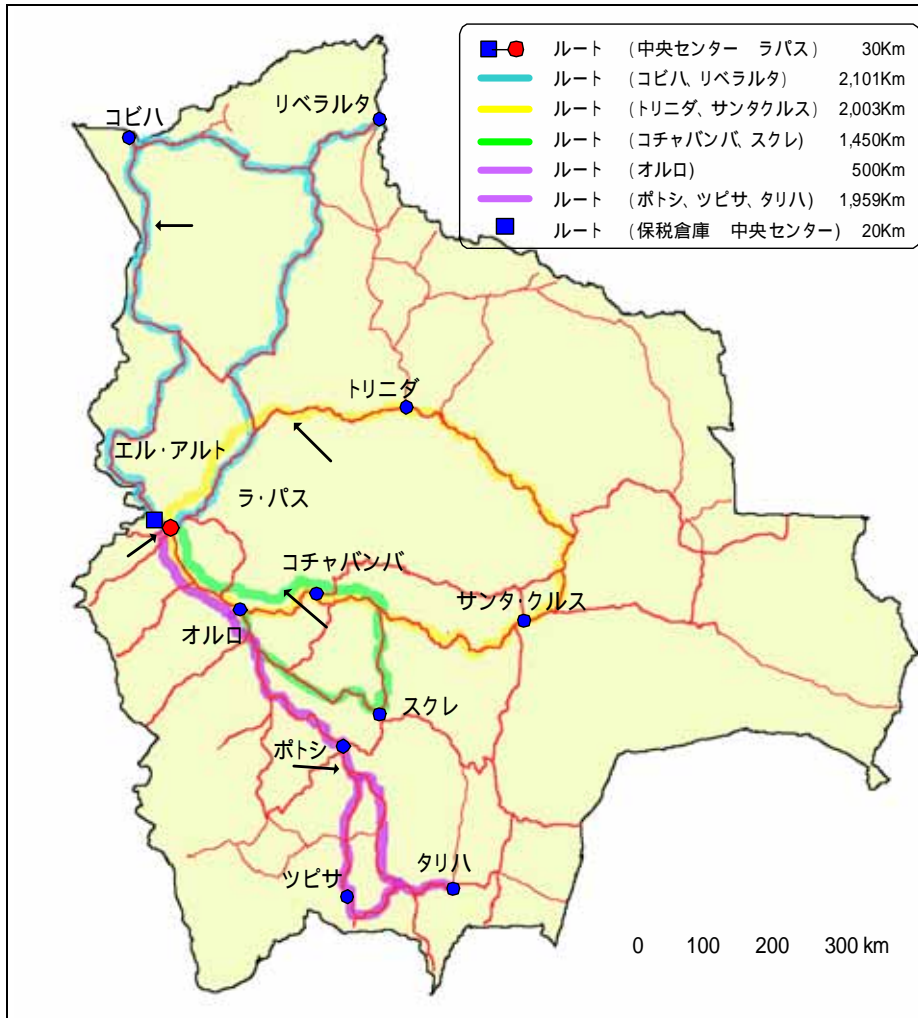 ルート (中央センター ラパス) 30Km
ルート (コビハ、リベラルタ) 2,101Km
ルート (トリニダ、サンタクルス) 2,003Km
ルート (コチャバンバ、スクレ) 1,450Km
ルート (オルロ) 500Km
ルート (ポトシ、ツピサ、タリハ) 1,959Km
ルート (保税倉庫 中央センター) 20Km
コビハ
リベラルタ
トリニダ
エル・アルト
ラ・パス
コチャバンバ
サンタ・クルス
オルロ
スクレ
ポトシ
ツピサ
タリハ
0 100 200 300 km